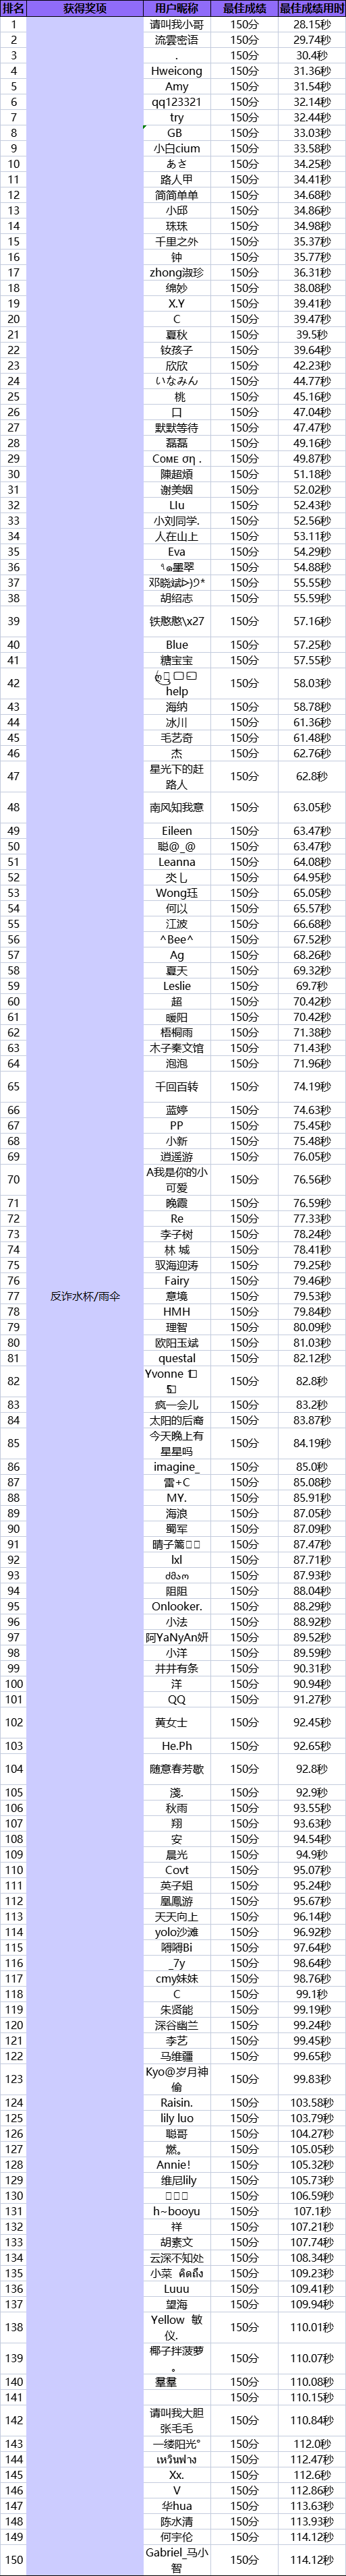 排名 获得奖项 用户昵称 最佳成绩 最佳成绩用时
1 请叫我小哥 150分 28.15秒
2 流雲密语 150分 29.74秒
3 . 150分 30.4秒
4 Hweicong 150分 31.36秒
5 Amy 150分 31.54秒
6 qq123321 150分 32.14秒
7 try 150分 32.44秒
8 GB 150分 33.03秒
9 小白cium 150分 33.58秒
10 あさ 150分 34.25秒
11 路人甲 150分 34.41秒
12 简简单单 150分 34.68秒
13 小邱 150分 34.86秒
14 珠珠 150分 34.98秒
15 千里之外 150分 35.37秒
16 钟 150分 35.77秒
17 zhong淑珍 150分 36.31秒
18 绵妙 150分 38.08秒
19 X.Y 150分 39.41秒
20 C 150分 39.47秒
21 夏秋 150分 39.5秒
22 钕孩子 150分 39.64秒
23 欣欣 150分 42.23秒
24 いなみん 150分 44.77秒
25 桃 150分 45.16秒
26 口 150分 47.04秒
27 默默等待 150分 47.47秒
28 磊磊 150分 49.16秒
29 Cᴏᴍᴇ ση . 150分 49.87秒
30 陳超煩 150分 51.18秒
31 谢美姻 150分 52.02秒
32 LIu 150分 52.43秒
33 小刘同学. 150分 52.56秒
34 人在山上 150分 53.11秒
35 Eva 150分 54.29秒
36 墨翠 150分 54.88秒
37 邓晓斌ᐅ)੭* 150分 55.55秒
38 胡绍志 150分 55.59秒
39 铁憨憨\x27 150分 57.16秒
40 Blue 150分 57.25秒
41 糖宝宝 150分 57.55秒
42 help 150分 58.03秒
43 海纳 150分 58.78秒
44 冰川 150分 61.36秒
45 毛艺奇 150分 61.48秒
46 杰 150分 62.76秒
47 星光下的赶
路人 150分 62.8秒
48 南风知我意 150分 63.05秒
49 Eileen 150分 63.47秒
50 聪@_@ 150分 63.47秒
51 Leanna 150分 64.08秒
52 150分 64.95秒
53 Wong珏 150分 65.05秒
54 何以 150分 65.57秒
55 江波 150分 66.68秒
56 ^Bee^ 150分 67.52秒
57 Ag 150分 68.26秒
58 夏天 150分 69.32秒
59 Leslie 150分 69.7秒
60 超 150分 70.42秒
61 暖阳 150分 70.42秒
62 梧桐雨 150分 71.38秒
63 木子秦文馆 150分 71.43秒
64 泡泡 150分 71.96秒
65 千回百转 150分 74.19秒
66 蓝婷 150分 74.63秒
67 PP 150分 75.45秒
68 小新 150分 75.48秒
69 逍遥游 150分 76.05秒
70 A我是你的小
可爱 150分 76.56秒
71 晚霞 150分 76.59秒
72 Re 150分 77.33秒
73 李子树 150分 78.24秒
74 林 城 150分 78.41秒
75 驭海迎涛 150分 79.25秒
76 Fairy 150分 79.46秒
77 反诈水杯/雨伞 意境 150分 79.53秒
78 HMH 150分 79.84秒
79 理智 150分 80.09秒
80 欧阳玉斌 150分 81.03秒
81 questal 150分 82.12秒
82 Yvonne 150分 82.8秒
83 疯一会儿 150分 83.2秒
84 太阳的后裔 150分 83.87秒
85 今天晚上有
星星吗 150分 84.19秒
86 imagine_ 150分 85.0秒
87 雷+C 150分 85.08秒
88 MY. 150分 85.91秒
89 海浪 150分 87.05秒
90 蜀军 150分 87.09秒
91 晴子篱 150分 87.47秒
92 lxl 150分 87.71秒
93 150分 87.93秒
94 阻阻 150分 88.04秒
95 Onlooker. 150分 88.29秒
96 小法 150分 88.92秒
97 阿YaNyAn妍 150分 89.52秒
98 小洋 150分 89.59秒
99 井井有条 150分 90.31秒
100 洋 150分 90.94秒
101 QQ 150分 91.27秒
102 黄女士 150分 92.45秒
103 He.Ph 150分 92.65秒
104 随意春芳歇 150分 92.8秒
105 淺. 150分 92.9秒
106 秋雨 150分 93.55秒
107 翔 150分 93.63秒
108 安 150分 94.54秒
109 晨光 150分 94.9秒
110 Covt 150分 95.07秒
111 英子姐 150分 95.24秒
112 凰鳳游 150分 95.67秒
113 天天向上 150分 96.14秒
114 yolo沙滩 150分 96.92秒
115 嘚嘚Bi 150分 97.64秒
116 _7y 150分 98.64秒
117 cmy妹妹 150分 98.76秒
118 C 150分 99.1秒
119 朱贤能 150分 99.19秒
120 深谷幽兰 150分 99.24秒
121 李艺 150分 99.45秒
122 马维疆 150分 99.65秒
123 Kyo@岁月神
偷 150分 99.83秒
124 Raisin. 150分 103.58秒
125 lily luo 150分 103.79秒
126 聪哥 150分 104.27秒
127 燃。 150分 105.05秒
128 Annie！ 150分 105.32秒
129 维尼lily 150分 105.73秒
130 150分 106.59秒
131 h~booyu 150分 107.1秒
132 祥 150分 107.21秒
133 胡素文 150分 107.74秒
134 云深不知处 150分 108.34秒
135 小菜 คิดถึง 150分 109.23秒
136 Luuu 150分 109.41秒
137 望海 150分 109.94秒
138 Yellow 敏
仪. 150分 110.01秒
139 椰子拌菠萝
。 150分 110.07秒
140 羣羣 150分 110.08秒
141 150分 110.15秒
142 请叫我大胆
张毛毛 150分 110.84秒
143 一缕阳光° 150分 112.0秒
144 เหวินฟาง 150分 112.47秒
145 Xx. 150分 112.6秒
146 V 150分 112.86秒
147 华hua 150分 113.63秒
148 陈水清 150分 113.93秒
149 何宇伦 150分 114.12秒
150 Gabriel_马小
智 150分 114.12秒